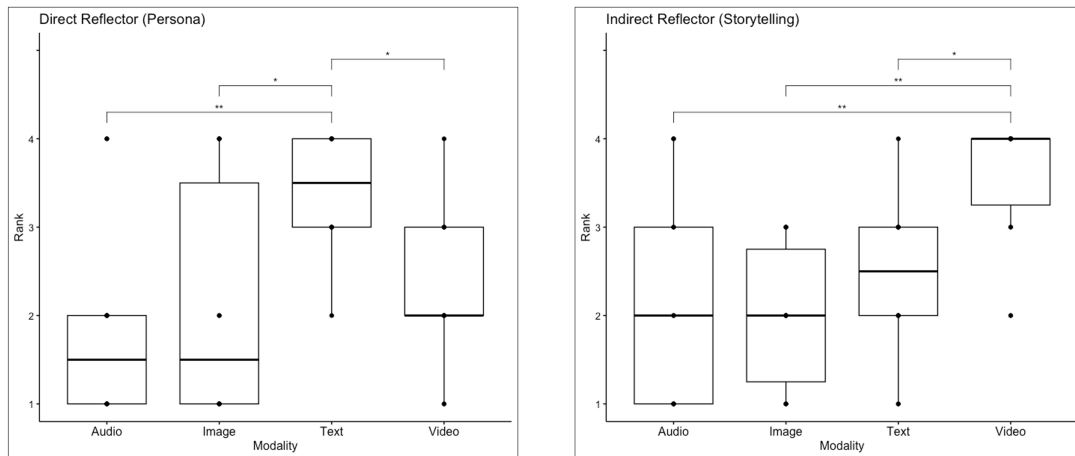 Direct Reflector (Persona)
*
*
**
4
3
2
1
Rank
Audio Image Text Video
Modality
Indirect Reflector (Storytelling)
*
**
**
4
3
2
1
Rank
Audio Image Text Video
Modality